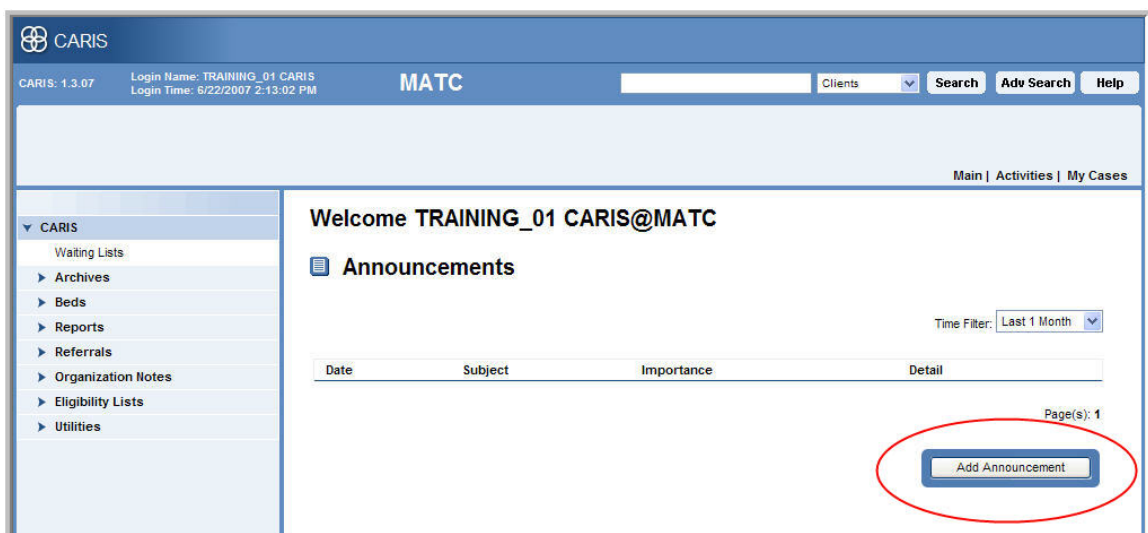 CARIS
CARIS: 1.3.07
Login Name: TRAINING_01 CARIS
Login Time: 6/22/2007 2:13:02 PM
MATC
Clients
Search
Adv Search
Help
Main | Activities | My Cases
CARIS
Waiting Lists
Archives
Beds
Reports
Referrals
Organization Notes
Eligibility Lists
Utilities
Welcome TRAINING_01 CARIS@MATC
Announcements
Time Filter: Last 1 Month
Date Subject Importance Detail
Page(s): 1
Add Announcement